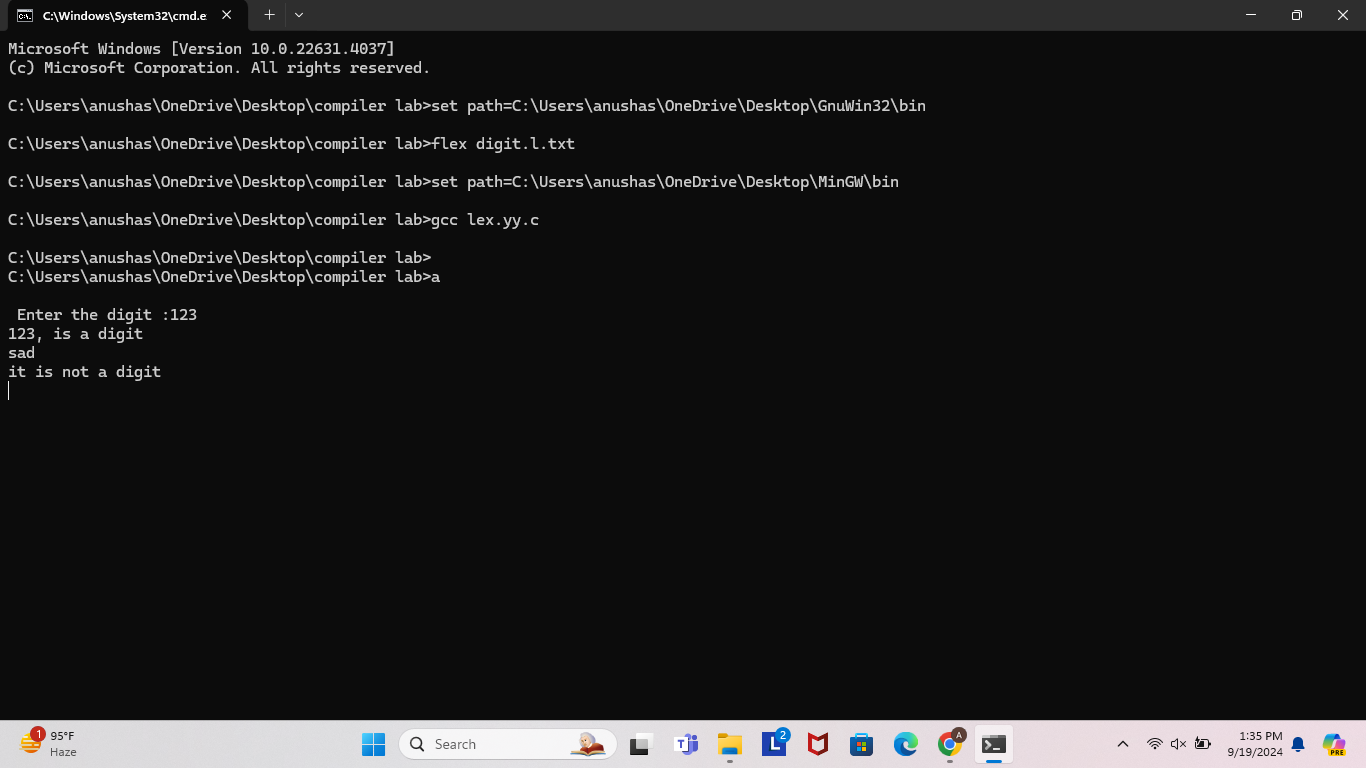 C:\Windows\System32\cmd.e
Microsoft Windows [Version 10.0.22631.4037]
(c) Microsoft Corporation. All rights reserved.
C:\Users\anushas\OneDrive\Desktop\compiler lab>set path=C:\Users\anushas\OneDrive\Desktop\GnuWin32\bin
C:\Users\anushas\OneDrive\Desktop\compiler lab>flex digit.l.txt
C:\Users\anushas\OneDrive\Desktop\compiler lab>set path=C:\Users\anushas\OneDrive\Desktop\MinGW\bin
C:\Users\anushas\OneDrive\Desktop\compiler lab>gcc lex.yy.c
C:\Users\anushas\OneDrive\Desktop\compiler lab>
C:\Users\anushas\OneDrive\Desktop\compiler lab>a
Enter the digit :123
123, is a digit
sad
it is not a digit
1
95°F
Haze
Search
L
2
A
1:35 PM
9/19/2024
PRE